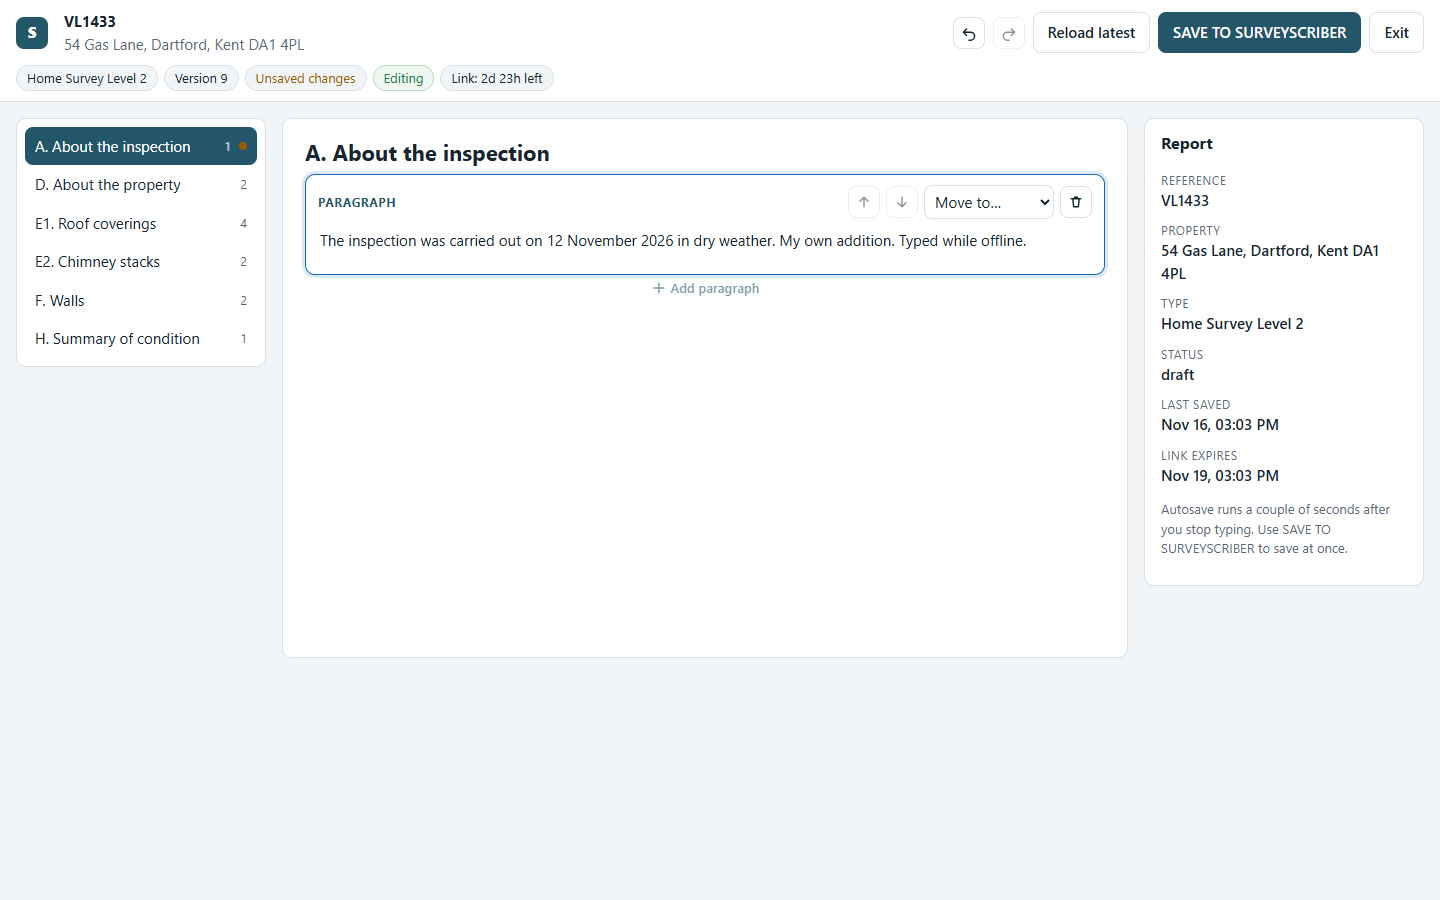 S
VL1433
54 Gas Lane, Dartford, Kent DA1 4PL
Reload latest
SAVE TO SURVEYSCRIBER
Exit
Home Survey Level 2
Version 9
Unsaved changes
Editing
Link: 2d 23h left
A. About the inspection 1
D. About the property 2
E1. Roof coverings 4
E2. Chimney stacks 2
F. Walls 2
H. Summary of condition 1
A. About the inspection
PARAGRAPH
Move to...
The inspection was carried out on 12 November 2026 in dry weather. My own addition. Typed while offline.
+ Add paragraph
Report
REFERENCE
VL1433
PROPERTY
54 Gas Lane, Dartford, Kent DA1
4PL
TYPE
Home Survey Level 2
STATUS
draft
LAST SAVED
Nov 16, 03:03 PM
LINK EXPIRES
Nov 19, 03:03 PM
Autosave runs a couple of seconds after
you stop typing. Use SAVE TO
SURVEYSCRIBER to save at once.